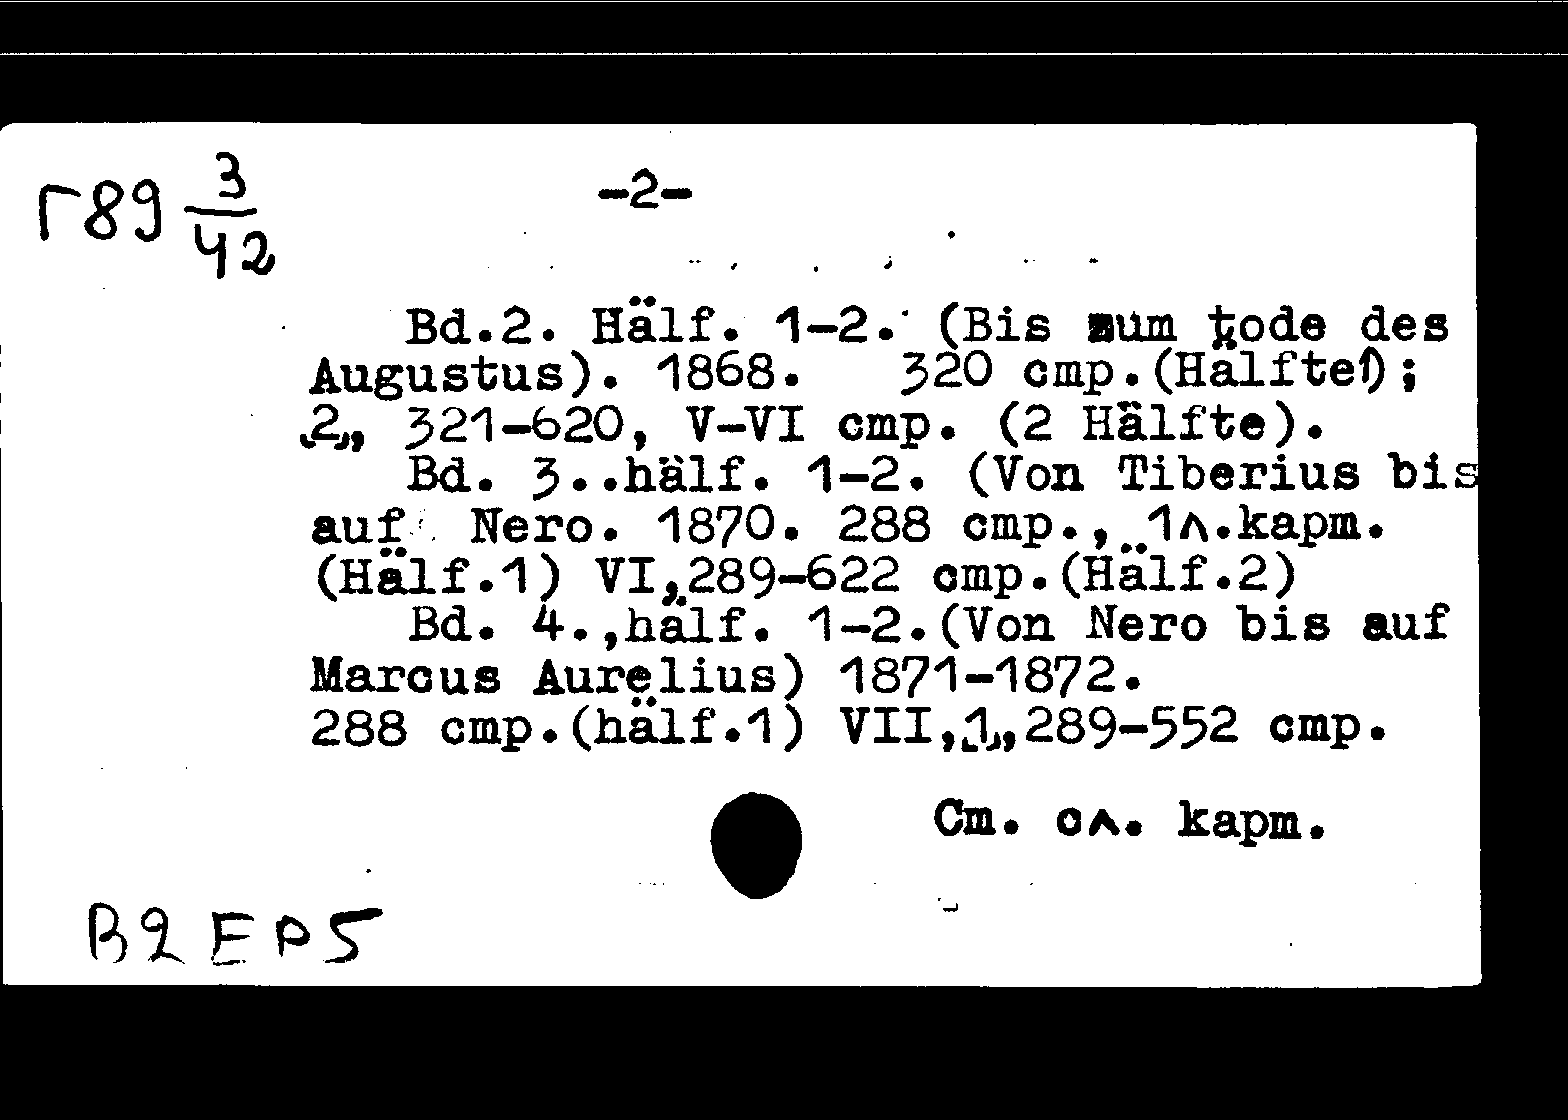 Г89 3/42
-2-
Bd.2. Hälf. 1-2. (Bis zum tode des
Augustus). 1868. 320 cmp.(Hälfte1);
2, 321-620, V-VI cmp. (2 Hälfte).
Bd. 3..hälf. 1-2. (Von Tiberius bis
auf Nero. 1870. 288 cmp., 1л.kapm.
(Hälf.1) VI,289-622 cmp.(Hälf.2)
Bd. 4.,hälf. 1-2.(Von Nero bis auf
Marcus Aurelius) 1871-1872.
288 cmp.(hälf.1) VII,1,289-552 cmp.
Cm. cл. kapm.
B2EP5